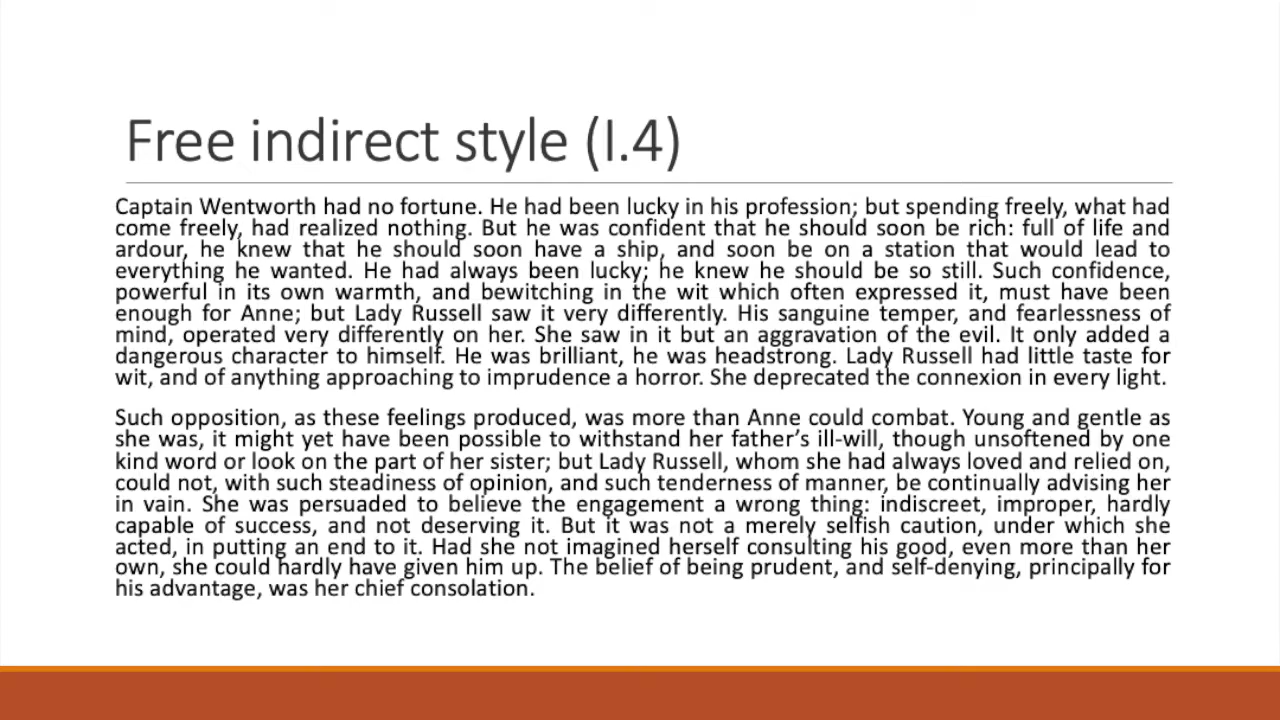 Free indirect style (I.4)
Captain Wentworth had no fortune. He had been lucky in his profession; but spending freely, what had
come freely, had realized nothing. But he was confident that he should soon be rich: full of life and
ardour, he knew that he should soon have a ship, and soon be on a station that would lead to
everything he wanted. He had always been lucky; he knew he should be so still. Such confidence,
powerful in its own warmth, and bewitching in the wit which often expressed it, must have been
enough for Anne; but Lady Russell saw it very differently. His sanguine temper, and fearlessness of
mind, operated very differently on her. She saw in it but an aggravation of the evil. It only added a
dangerous character to himself. He was brilliant, he was headstrong. Lady Russell had little taste for
wit, and of anything approaching to imprudence a horror. She deprecated the connexion in every light.
Such opposition, as these feelings produced, was more than Anne could combat. Young and gentle as
she was, it might yet have been possible to withstand her father's ill-will, though unsoftened by one
kind word or look on the part of her sister; but Lady Russell, whom she had always loved and relied on,
could not, with such steadiness of opinion, and such tenderness of manner, be continually advising her
in vain. She was persuaded to believe the engagement a wrong thing: indiscreet, improper, hardly
capable of success, and not deserving it. But it was not a merely selfish caution, under which she
acted, in putting an end to it. Had she not imagined herself consulting his good, even more than her
own, she could hardly have given him up. The belief of being prudent, and self-denying, principally for
his advantage, was her chief consolation.